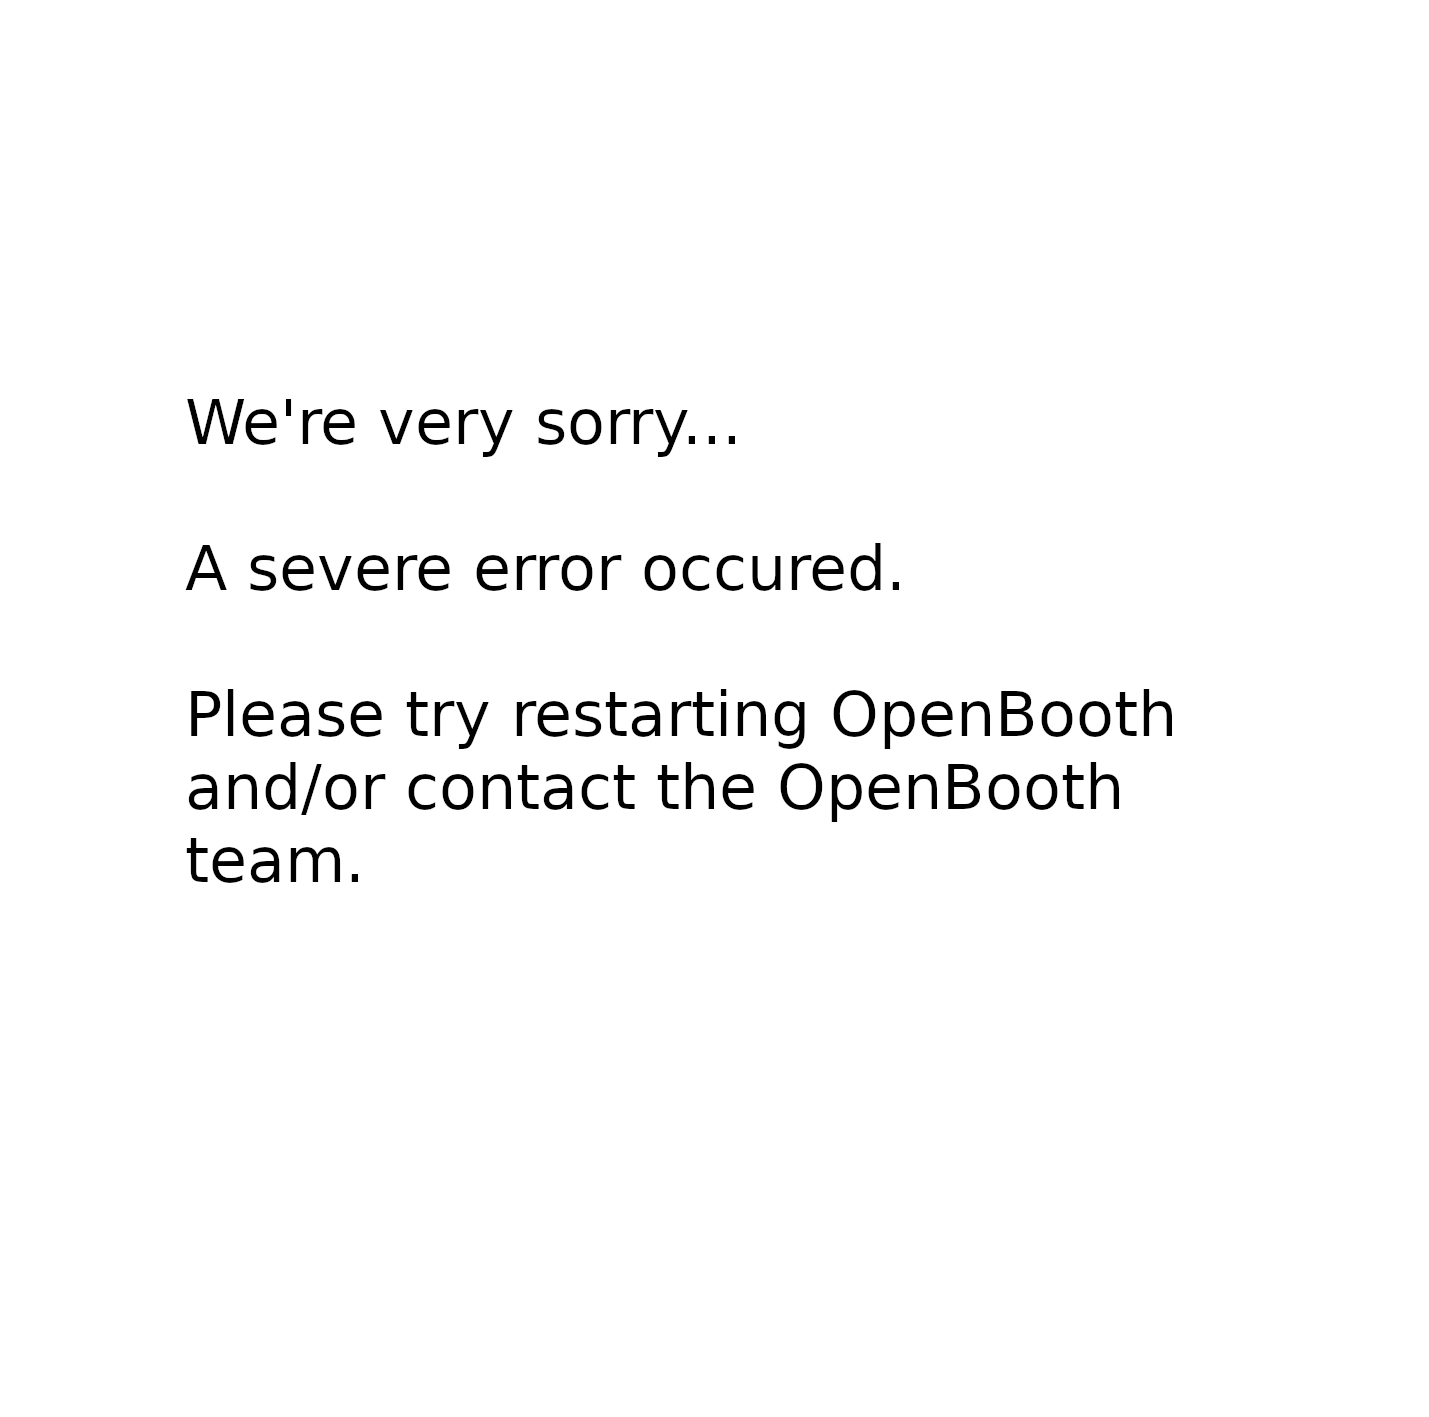 We're very sorry...
A severe error occured.
Please try restarting OpenBooth
and/or contact the OpenBooth
team.